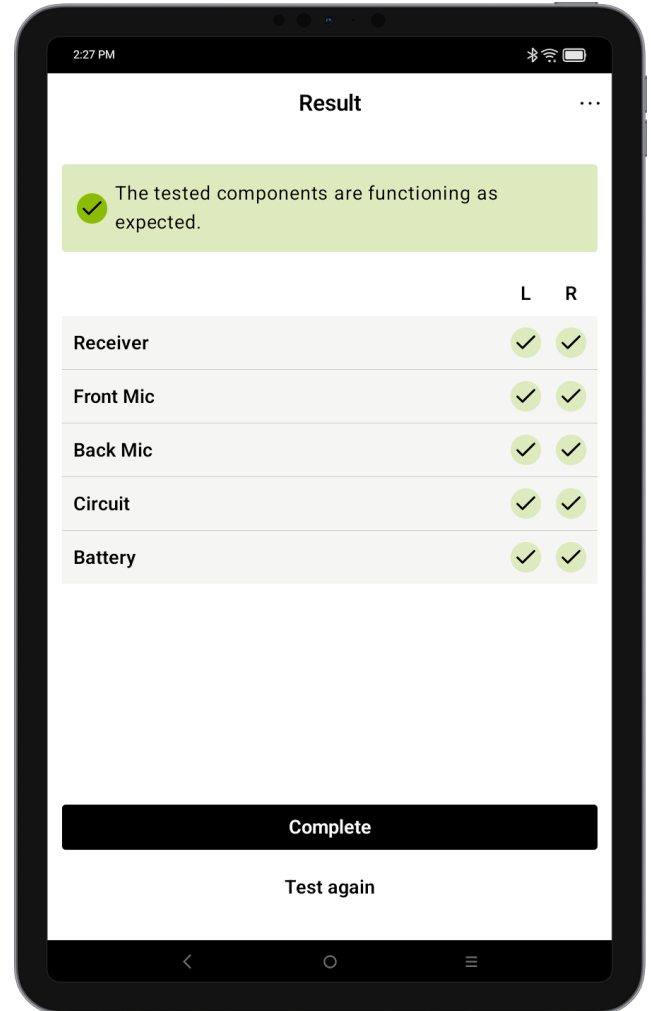 2:27 PM
Result
The tested components are functioning as
expected.
L R
Receiver
Front Mic
Back Mic
Circuit
Battery
Complete
Test again